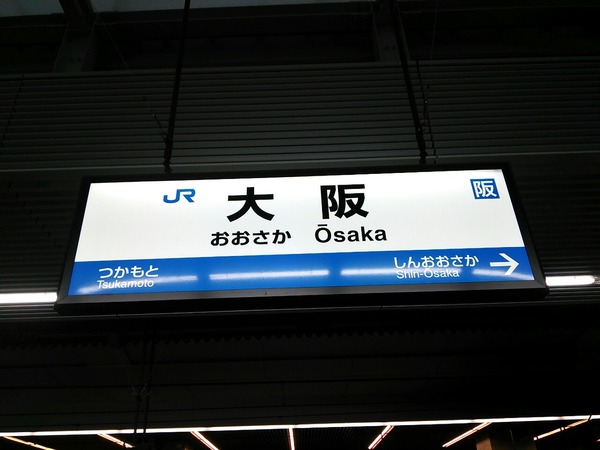 JR 大阪 阪
おおさか Ōsaka
つかもと しんおおさか →
Tsukamoto Shin-Ōsaka